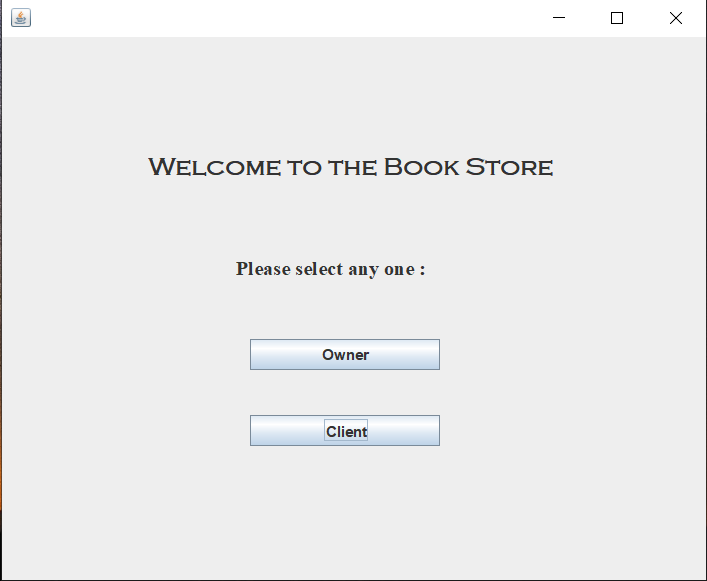 Welcome to the Book Store
Please select any one :
Owner
Client